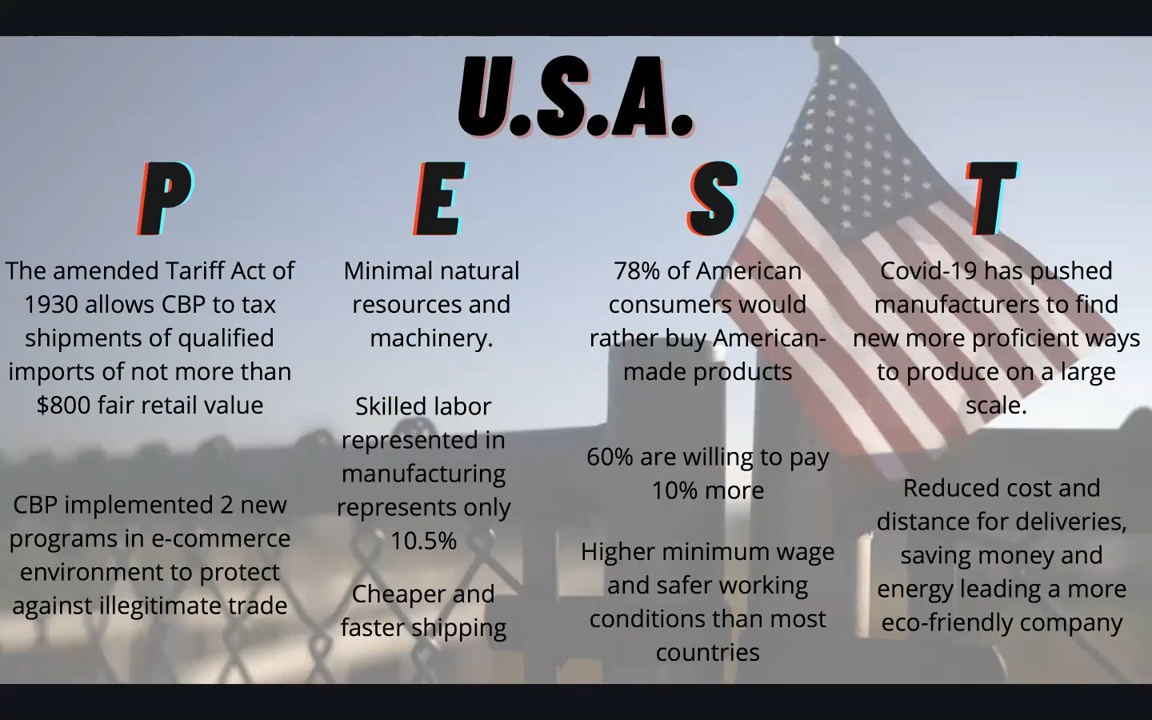 U.S.A.
P
The amended Tariff Act of
1930 allows CBP to tax
shipments of qualified
imports of not more than
$800 fair retail value
CBP implemented 2 new
programs in e-commerce
environment to protect
against illegitimate trade
E
Minimal natural
resources and
machinery.
Skilled labor
represented in
manufacturing
represents only
10.5%
Cheaper and
faster shipping
S
78% of American
consumers would
rather buy American-
made products
60% are willing to pay
10% more
Higher minimum wage
and safer working
conditions than most
countries
T
Covid-19 has pushed
manufacturers to find
new more proficient ways
to produce on a large
scale.
Reduced cost and
distance for deliveries,
saving money and
energy leading a more
eco-friendly company